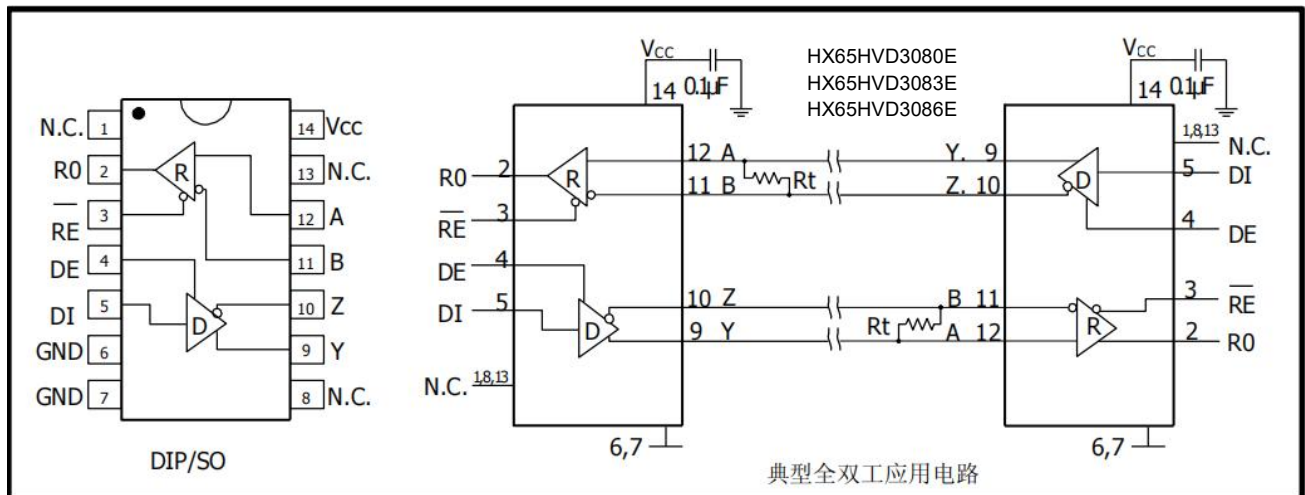 N.C. 1
R0 2
RE 3
DE 4
DI 5
GND 6
GND 7
14 Vcc
13 N.C.
12 A
11 B
10 Z
9 Y
8 N.C.
R
D
DIP/SO
VCC
14 0.1µF
R0 2
RE 3
DE 4
DI 5
N.C. 1,8,13
R
D
12 A
11 B
Rt
10 Z
9 Y
6,7
HX65HVD3080E
HX65HVD3083E
HX65HVD3086E
VCC
14 0.1µF
Y. 9
Z. 10
B 11
Rt
A 12
D
R
1,8,13 N.C.
5 DI
4 DE
3 RE
2 R0
6,7
典型全双工应用电路